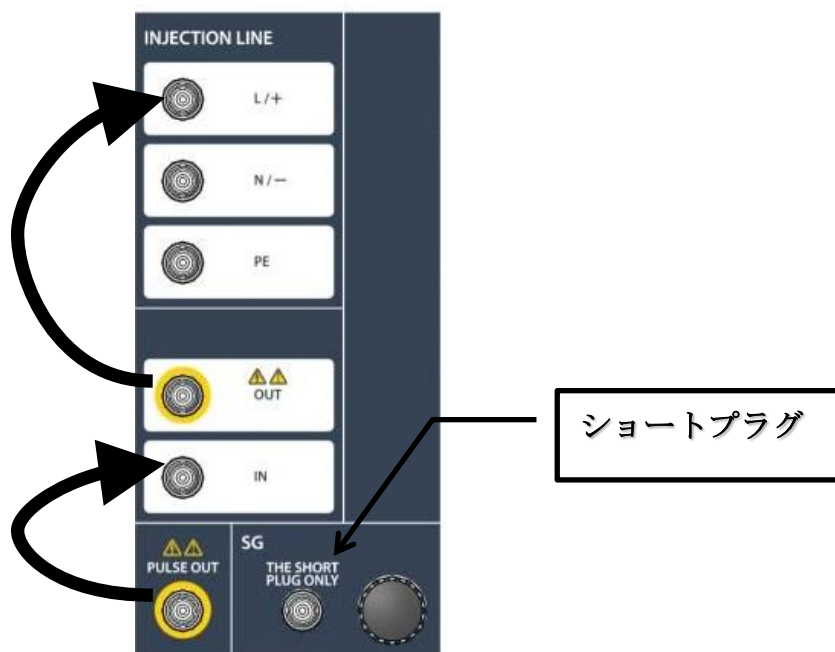 INJECTION LINE
L/+
N/−
PE
OUT
IN
PULSE OUT
SG
THE SHORT
PLUG ONLY
ショートプラグ